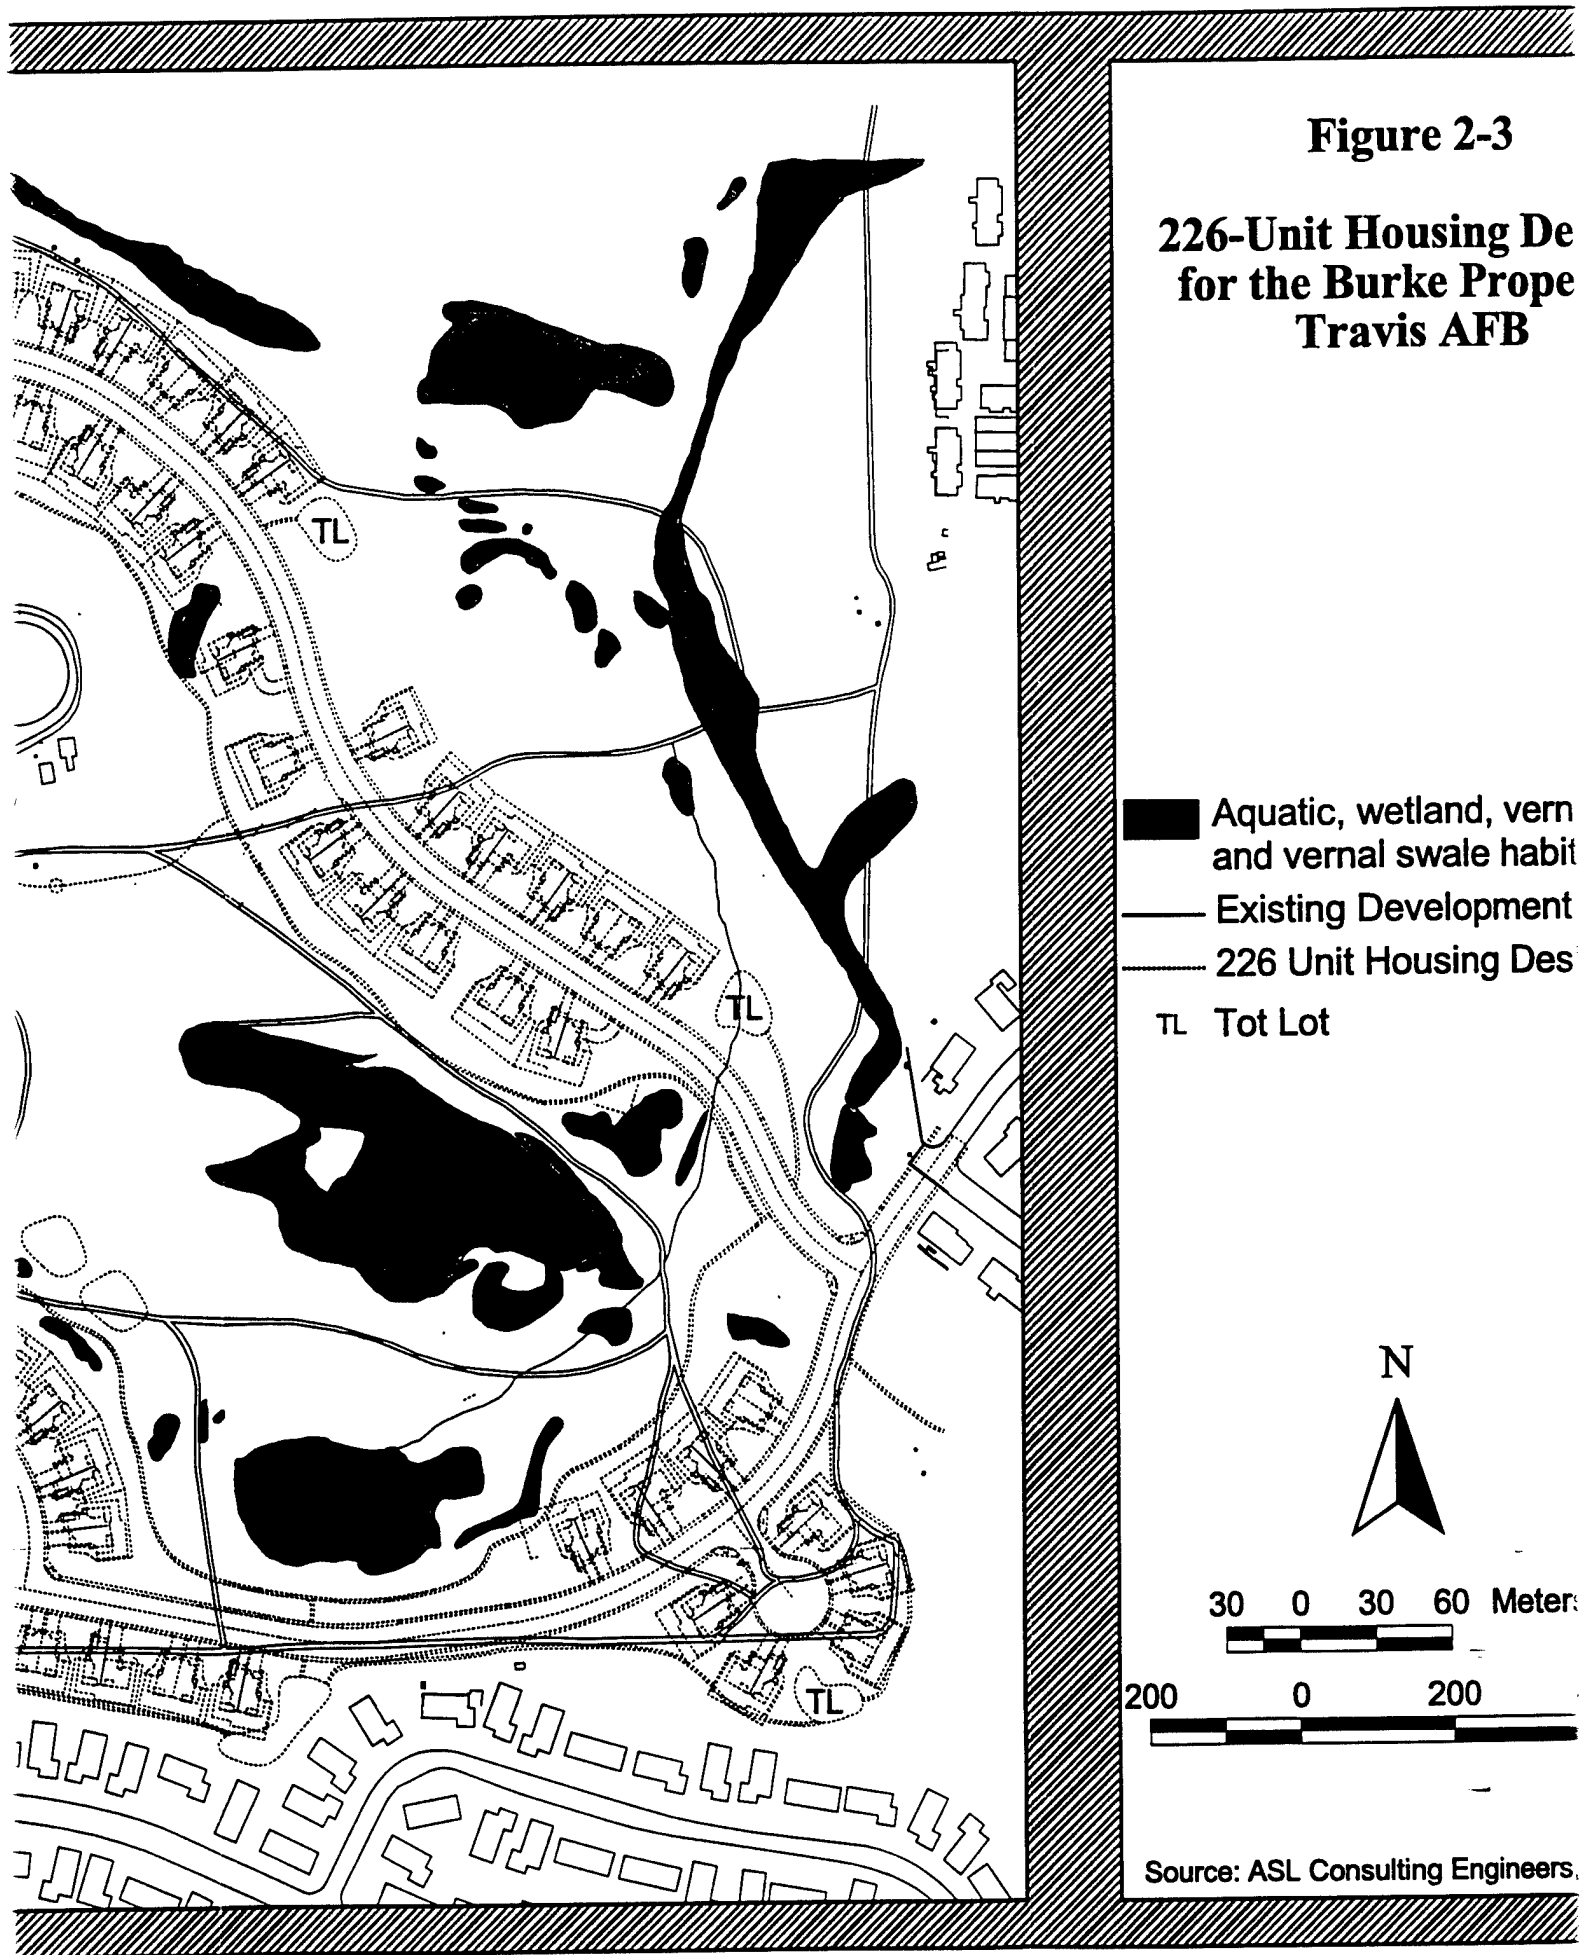 Figure 2-3
226-Unit Housing De
for the Burke Prope
Travis AFB
TL
TL
TL
Aquatic, wetland, vern
and vernal swale habit
Existing Development
226 Unit Housing Des
TL Tot Lot
N
30 0 30 60 Meters
200 0 200
Source: ASL Consulting Engineers,